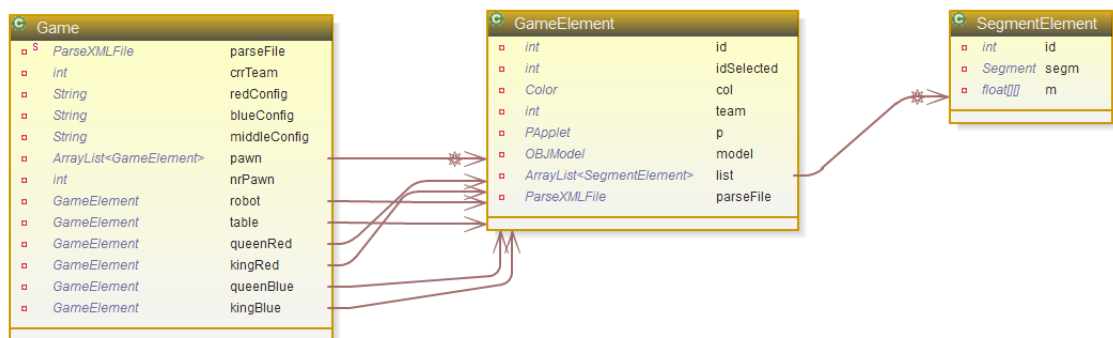 C Game
S ParseXMLFile parseFile
int crrTeam
String redConfig
String blueConfig
String middleConfig
ArrayList<GameElement> pawn
int nrPawn
GameElement robot
GameElement table
GameElement queenRed
GameElement kingRed
GameElement queenBlue
GameElement kingBlue
C GameElement
int id
int idSelected
Color col
int team
PApplet p
OBJModel model
ArrayList<SegmentElement> list
ParseXMLFile parseFile
C SegmentElement
int id
Segment segm
float[][] m